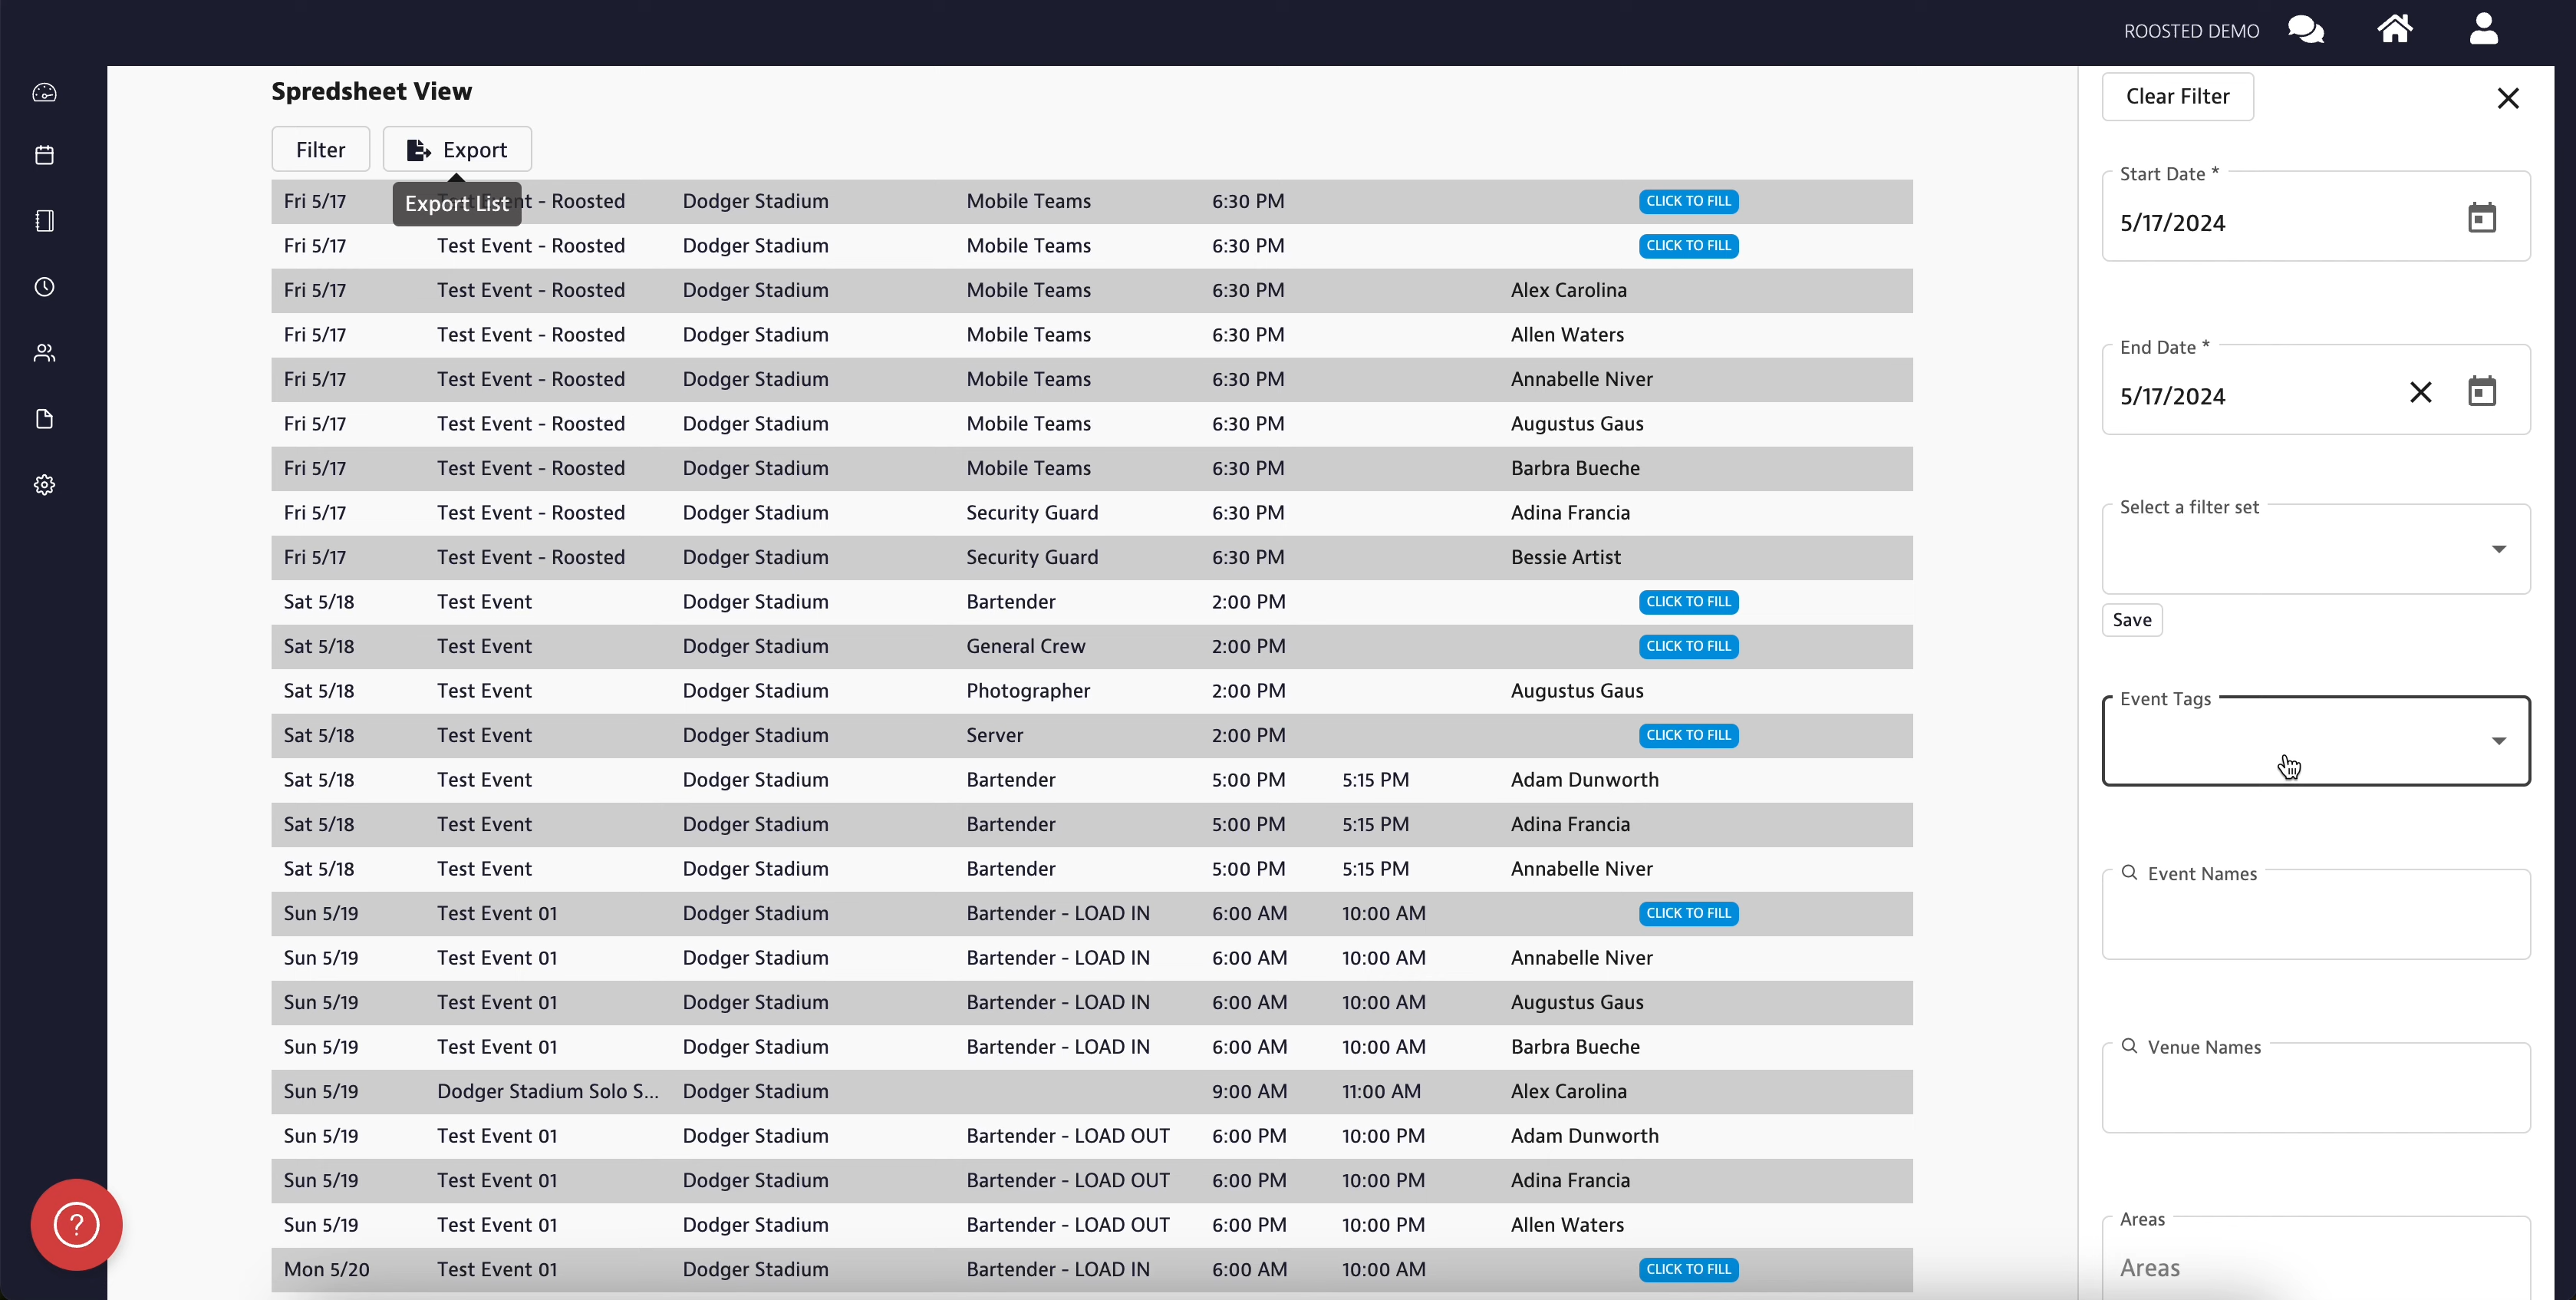 ROOSTED DEMO
Spredsheet View
Filter
Export
Export List
Fri 5/17 nt - Roosted Dodger Stadium Mobile Teams 6:30 PM CLICK TO FILL
Fri 5/17 Test Event - Roosted Dodger Stadium Mobile Teams 6:30 PM CLICK TO FILL
Fri 5/17 Test Event - Roosted Dodger Stadium Mobile Teams 6:30 PM Alex Carolina
Fri 5/17 Test Event - Roosted Dodger Stadium Mobile Teams 6:30 PM Allen Waters
Fri 5/17 Test Event - Roosted Dodger Stadium Mobile Teams 6:30 PM Annabelle Niver
Fri 5/17 Test Event - Roosted Dodger Stadium Mobile Teams 6:30 PM Augustus Gaus
Fri 5/17 Test Event - Roosted Dodger Stadium Mobile Teams 6:30 PM Barbra Bueche
Fri 5/17 Test Event - Roosted Dodger Stadium Security Guard 6:30 PM Adina Francia
Fri 5/17 Test Event - Roosted Dodger Stadium Security Guard 6:30 PM Bessie Artist
Sat 5/18 Test Event Dodger Stadium Bartender 2:00 PM CLICK TO FILL
Sat 5/18 Test Event Dodger Stadium General Crew 2:00 PM CLICK TO FILL
Sat 5/18 Test Event Dodger Stadium Photographer 2:00 PM Augustus Gaus
Sat 5/18 Test Event Dodger Stadium Server 2:00 PM CLICK TO FILL
Sat 5/18 Test Event Dodger Stadium Bartender 5:00 PM 5:15 PM Adam Dunworth
Sat 5/18 Test Event Dodger Stadium Bartender 5:00 PM 5:15 PM Adina Francia
Sat 5/18 Test Event Dodger Stadium Bartender 5:00 PM 5:15 PM Annabelle Niver
Sun 5/19 Test Event 01 Dodger Stadium Bartender - LOAD IN 6:00 AM 10:00 AM CLICK TO FILL
Sun 5/19 Test Event 01 Dodger Stadium Bartender - LOAD IN 6:00 AM 10:00 AM Annabelle Niver
Sun 5/19 Test Event 01 Dodger Stadium Bartender - LOAD IN 6:00 AM 10:00 AM Augustus Gaus
Sun 5/19 Test Event 01 Dodger Stadium Bartender - LOAD IN 6:00 AM 10:00 AM Barbra Bueche
Sun 5/19 Dodger Stadium Solo S... Dodger Stadium 9:00 AM 11:00 AM Alex Carolina
Sun 5/19 Test Event 01 Dodger Stadium Bartender - LOAD OUT 6:00 PM 10:00 PM Adam Dunworth
Sun 5/19 Test Event 01 Dodger Stadium Bartender - LOAD OUT 6:00 PM 10:00 PM Adina Francia
Sun 5/19 Test Event 01 Dodger Stadium Bartender - LOAD OUT 6:00 PM 10:00 PM Allen Waters
Mon 5/20 Test Event 01 Dodger Stadium Bartender - LOAD IN 6:00 AM 10:00 AM CLICK TO FILL
Clear Filter
Start Date *
5/17/2024
End Date *
5/17/2024
Select a filter set
Save
Event Tags
Event Names
Venue Names
Areas
Areas
?